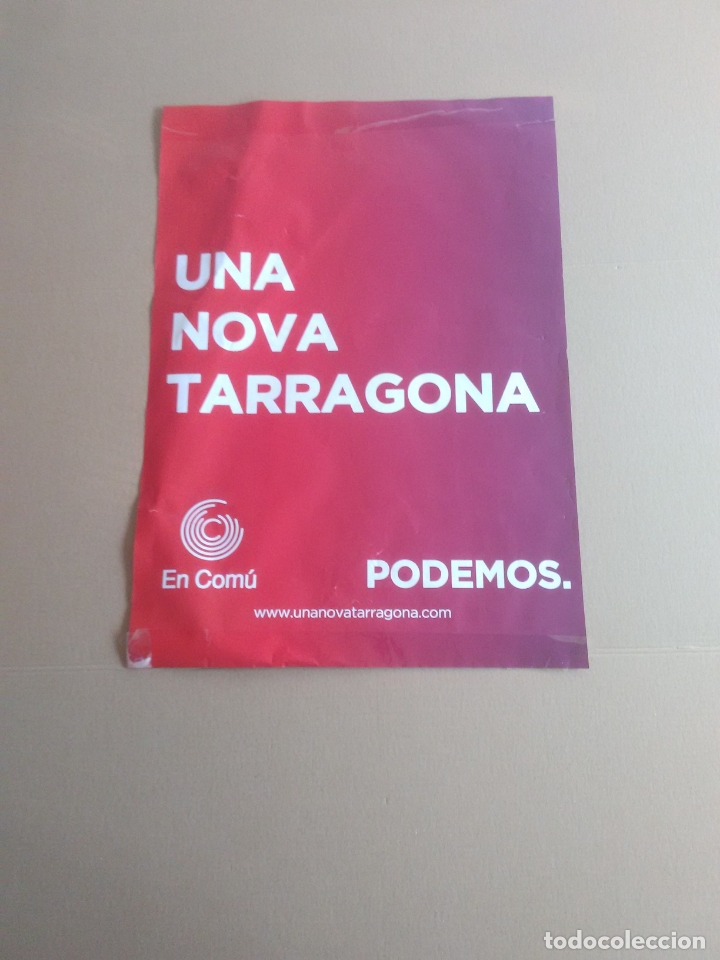 UNA
NOVA
TARRAGONA
En Comú
PODEMOS.
www.unanovatarragona.com
todocoleccion